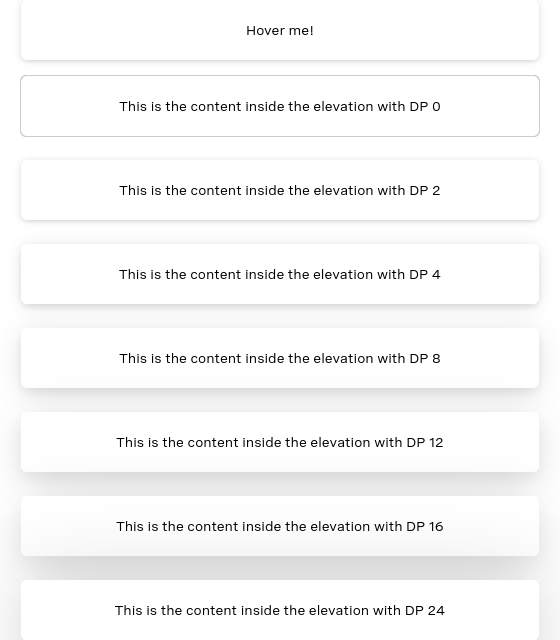 Hover me!
This is the content inside the elevation with DP 0
This is the content inside the elevation with DP 2
This is the content inside the elevation with DP 4
This is the content inside the elevation with DP 8
This is the content inside the elevation with DP 12
This is the content inside the elevation with DP 16
This is the content inside the elevation with DP 24